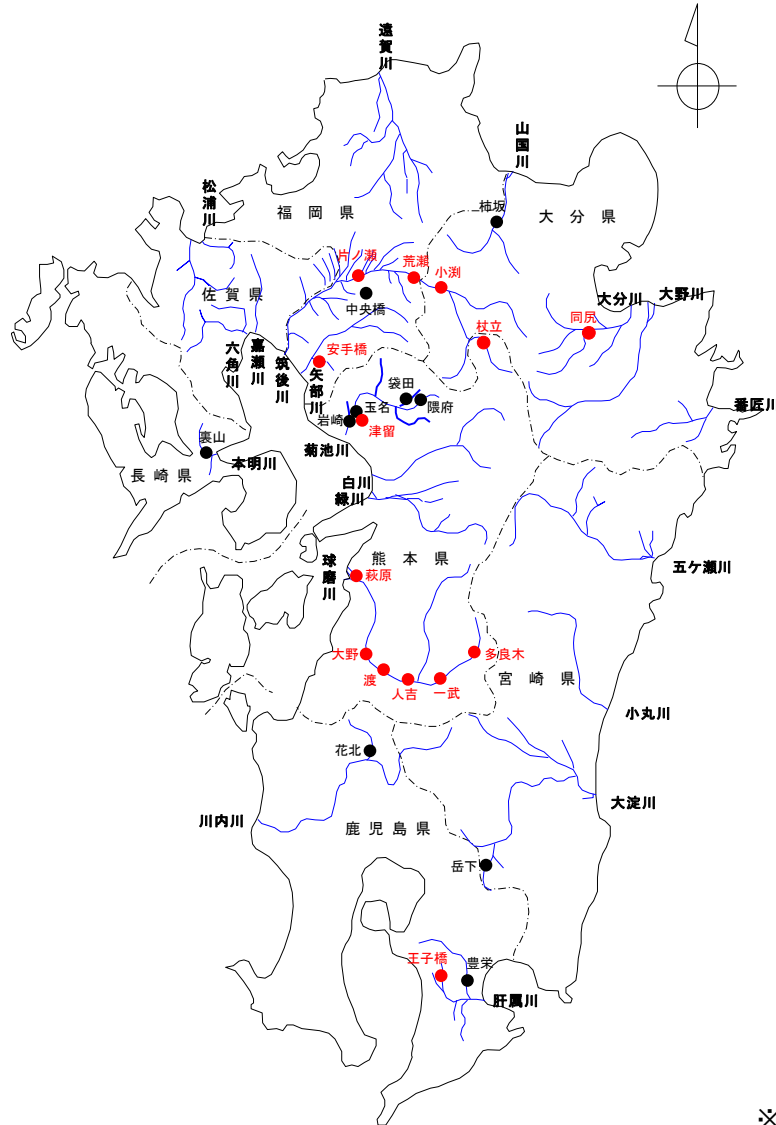 遠賀川
山国川
松浦川
福岡県
柿坂
大分県
片ノ瀬
荒瀬
小渕
佐賀県
中央橋
大分川
大野川
同尻
杖立
六角川
嘉瀬川
筑後川
安手橋
矢部川
袋田
隈府
玉名
岩崎
津留
番匠川
裏山
本明川
菊池川
長崎県
白川
緑川
熊本県
球磨川
萩原
五ケ瀬川
大野
渡
人吉
一武
多良木
宮崎県
小丸川
花北
大淀川
川内川
鹿児島県
岳下
王子橋
豊栄
肝属川
※